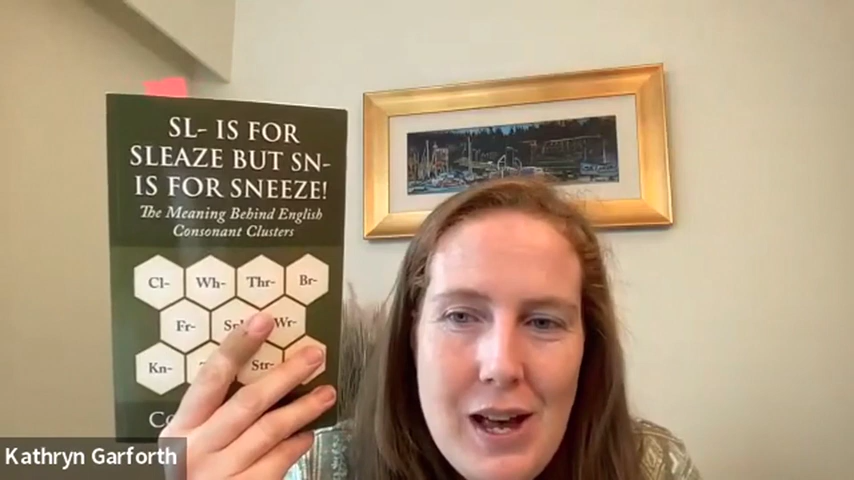 SL- IS FOR
SLEAZE BUT SN-
IS FOR SNEEZE!
The Meaning Behind English
Consonant Clusters
Cl- Wh- Thr- Br-
Fr- Wr-
Kn- Str-
Kathryn Garforth